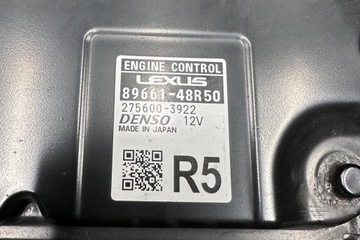 ENGINE CONTROL
LEXUS
89661-48R50
275600-3922
DENSO 12V
MADE IN JAPAN
R5